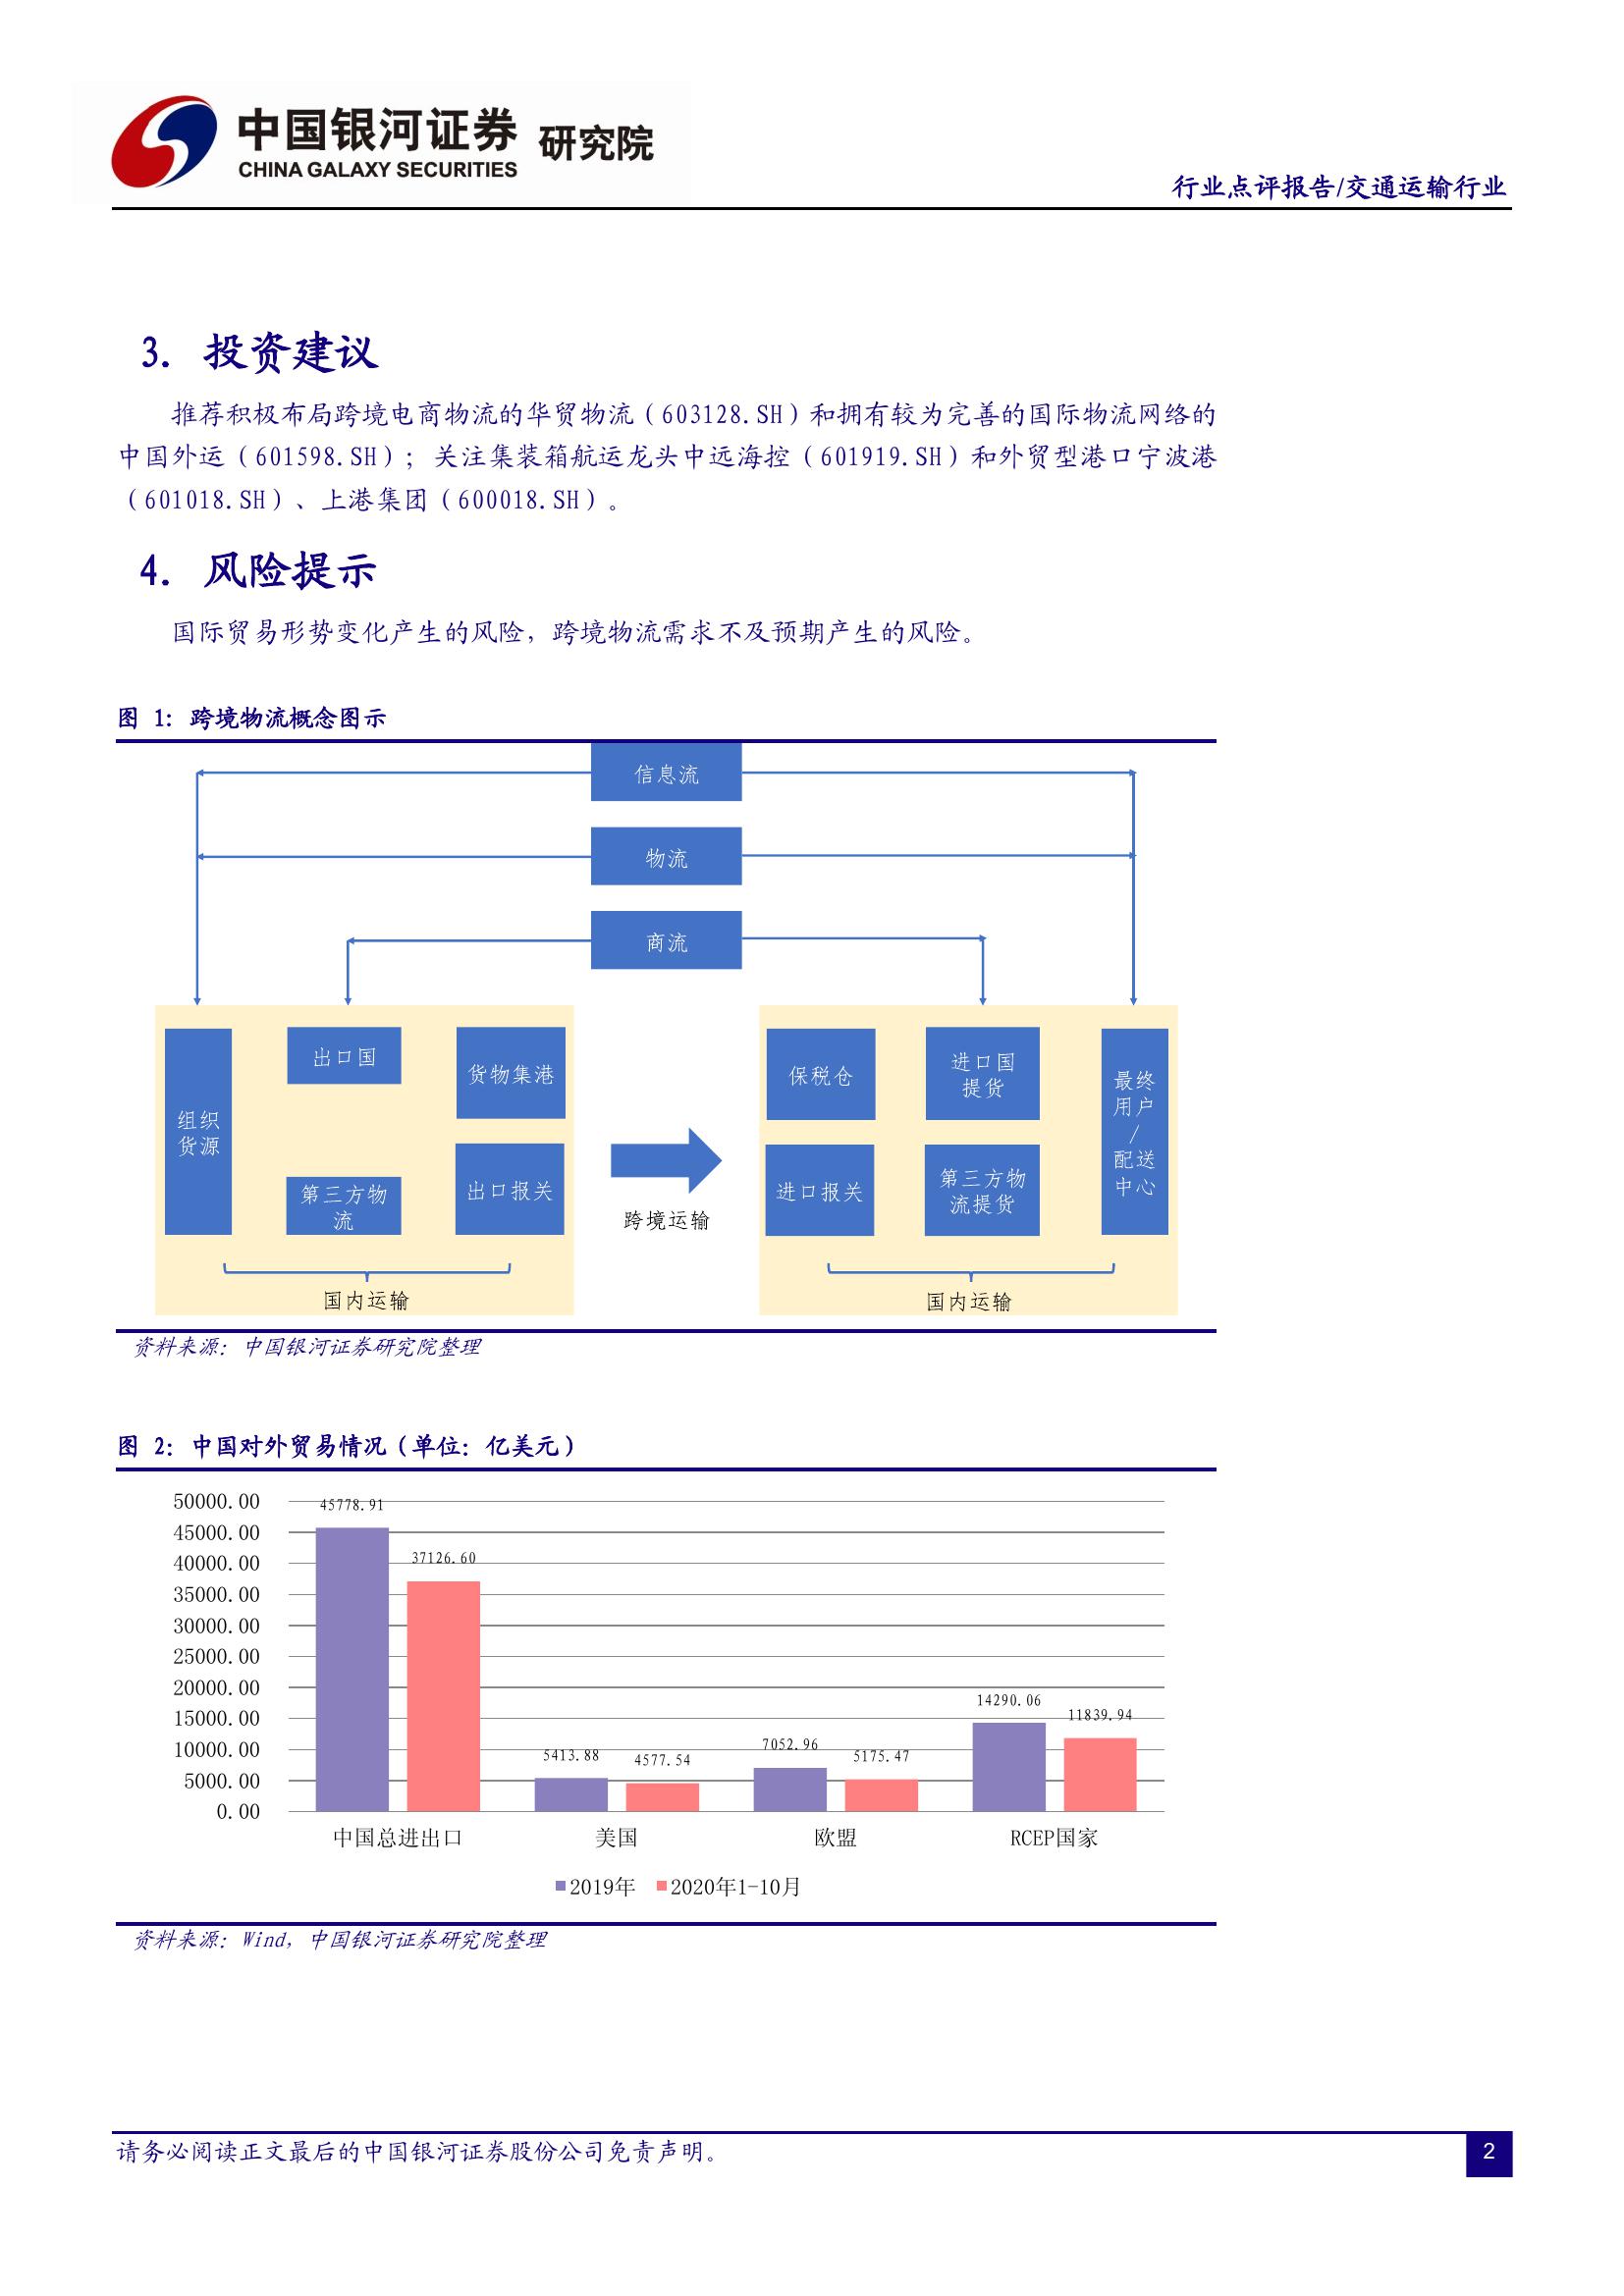 中国银河证券 研究院
CHINA GALAXY SECURITIES
行业点评报告/交通运输行业
3. 投资建议
推荐积极布局跨境电商物流的华贸物流（603128.SH）和拥有较为完善的国际物流网络的
中国外运（601598.SH）；关注集装箱航运龙头中远海控（601919.SH）和外贸型港口宁波港
（601018.SH）、上港集团（600018.SH）。
4. 风险提示
国际贸易形势变化产生的风险，跨境物流需求不及预期产生的风险。
图 1: 跨境物流概念图示
信息流
物流
商流
组织
货源
出口国
第三方物
流
货物集港
出口报关
国内运输
跨境运输
保税仓
进口报关
进口国
提货
第三方物
流提货
最终
用户
/
配送
中心
国内运输
资料来源：中国银河证券研究院整理
图 2: 中国对外贸易情况（单位：亿美元）
50000.00
45000.00
40000.00
35000.00
30000.00
25000.00
20000.00
15000.00
10000.00
5000.00
0.00
45778.91
37126.60
5413.88
4577.54
7052.96
5175.47
14290.06
11839.94
中国总进出口
美国
欧盟
RCEP国家
2019年 2020年1-10月
资料来源：Wind，中国银河证券研究院整理
请务必阅读正文最后的中国银河证券股份公司免责声明。
2